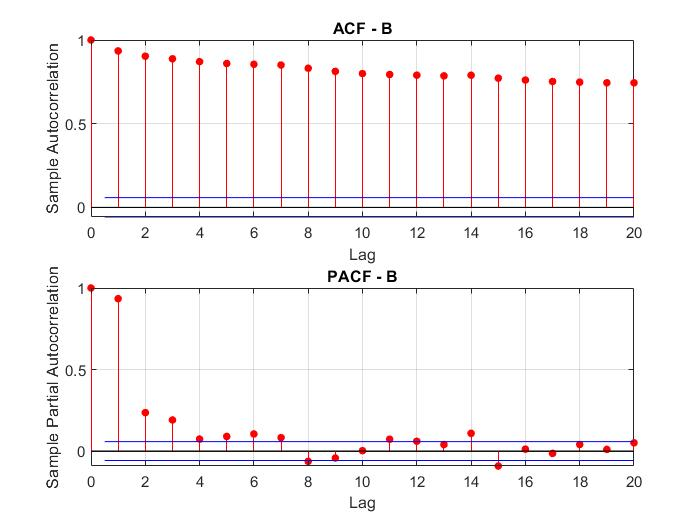 ACF - B
1
0.5
0
Sample Autocorrelation
0 2 4 6 8 10 12 14 16 18 20
Lag
PACF - B
1
0.5
0
Sample Partial Autocorrelation
0 2 4 6 8 10 12 14 16 18 20
Lag